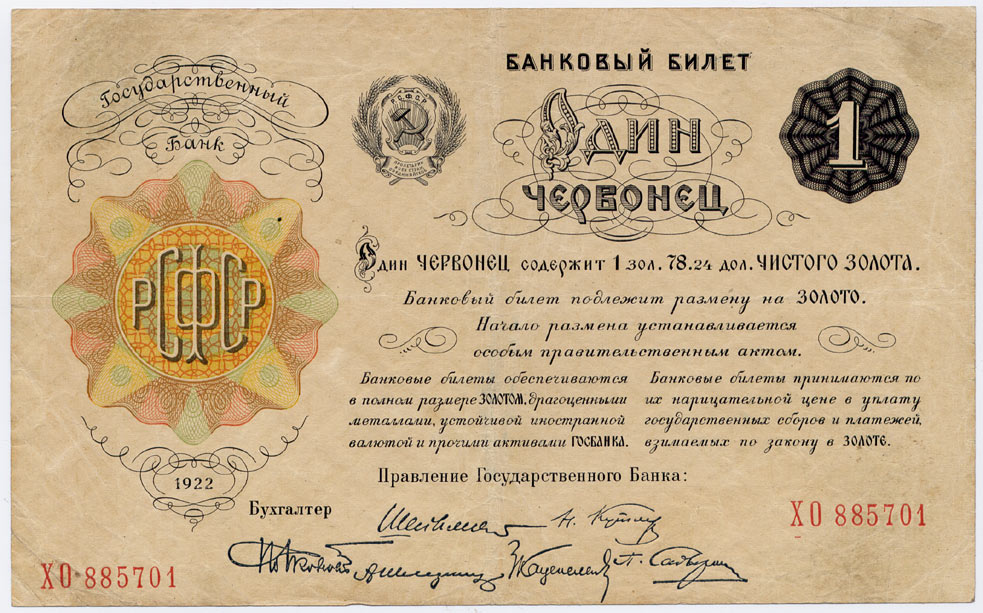 Государственный
Банк
РСФСР
1922
Р.С.Ф.С.Р.
БАНКОВЫЙ БИЛЕТ
ОДИН
ЧЕРВОНЕЦ
1
Один ЧЕРВОНЕЦ содержит 1 зол. 78.24 дол. ЧИСТОГО ЗОЛОТА.
Банковый билет подлежит размену на ЗОЛОТО.
Начало размена устанавливается
особым правительственным актом.
Банковые билеты обеспечиваются
в полном размере ЗОЛОТОМ, драгоценными
металлами, устойчивой иностранной
валютой и прочими активами ГОСБАНКА.
Банковые билеты принимаются по
их нарицательной цене в уплату
государственных сборов и платежей,
взимаемых по закону в ЗОЛОТЕ.
Правление Государственного Банка:
Бухгалтер
ХО 885701
ХО 885701